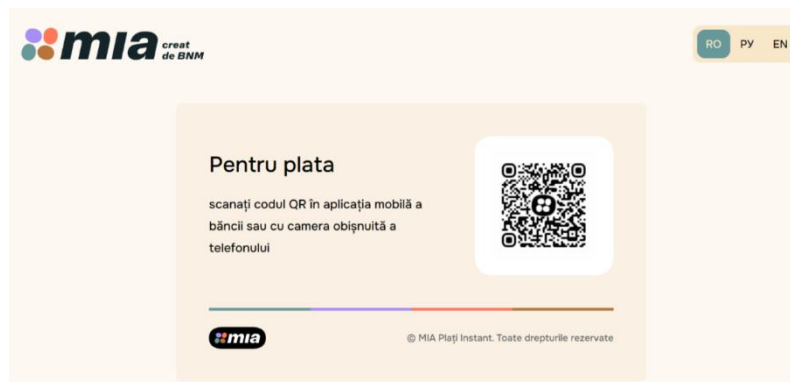 mia creat
de BNM
RO РУ EN
Pentru plata
scanați codul QR în aplicația mobilă a
băncii sau cu camera obișnuită a
telefonului
mia
© MIA Plăți Instant. Toate drepturile rezervate